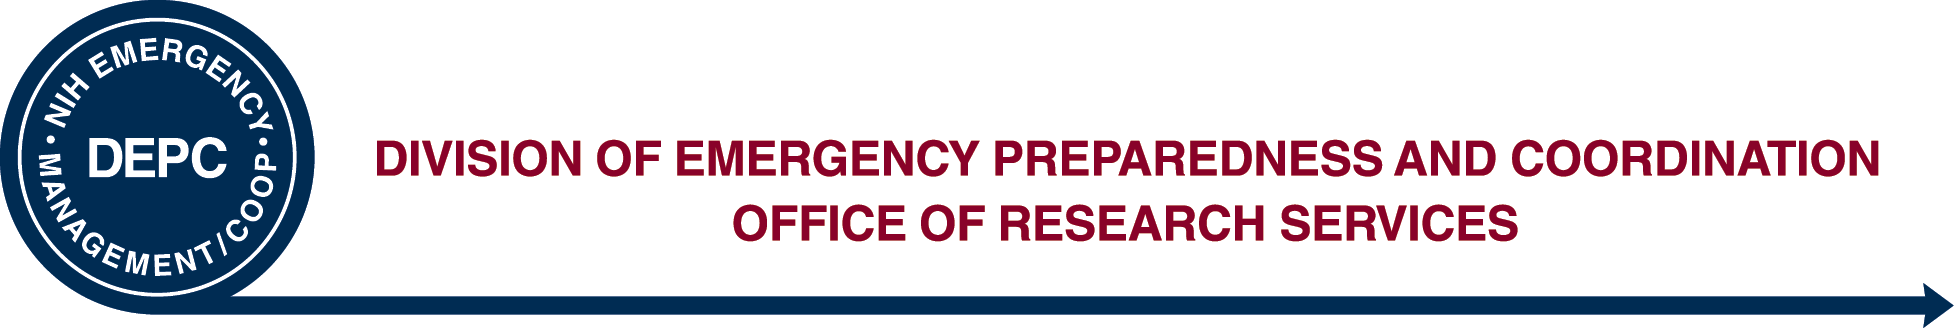 · NIH EMERGENCY ·
DEPC
MANAGEMENT/COOP
DIVISION OF EMERGENCY PREPAREDNESS AND COORDINATION
OFFICE OF RESEARCH SERVICES